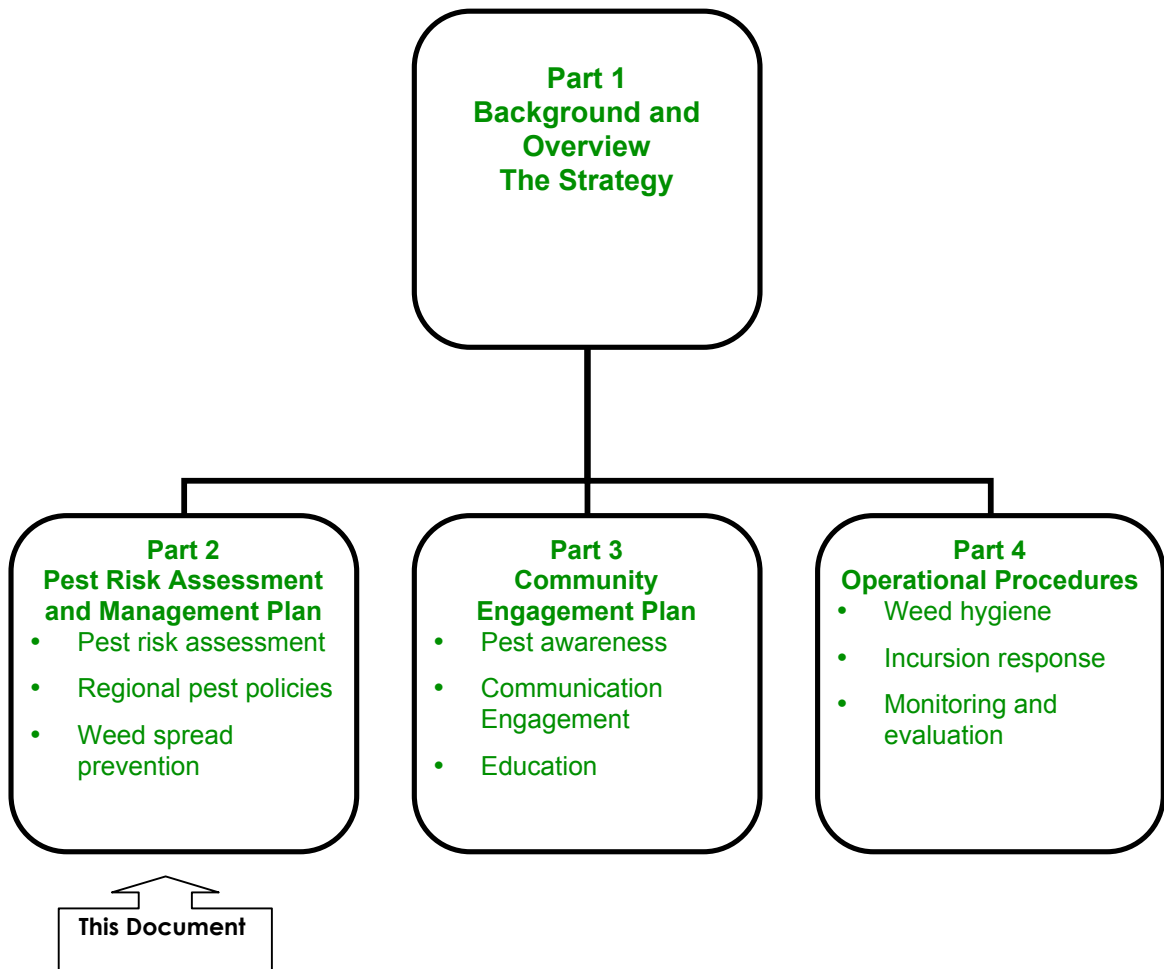 Part 1
Background and
Overview
The Strategy
Part 2
Pest Risk Assessment
and Management Plan
• Pest risk assessment
• Regional pest policies
• Weed spread
prevention
Part 3
Community
Engagement Plan
• Pest awareness
• Communication
Engagement
• Education
Part 4
Operational Procedures
• Weed hygiene
• Incursion response
• Monitoring and
evaluation
This Document